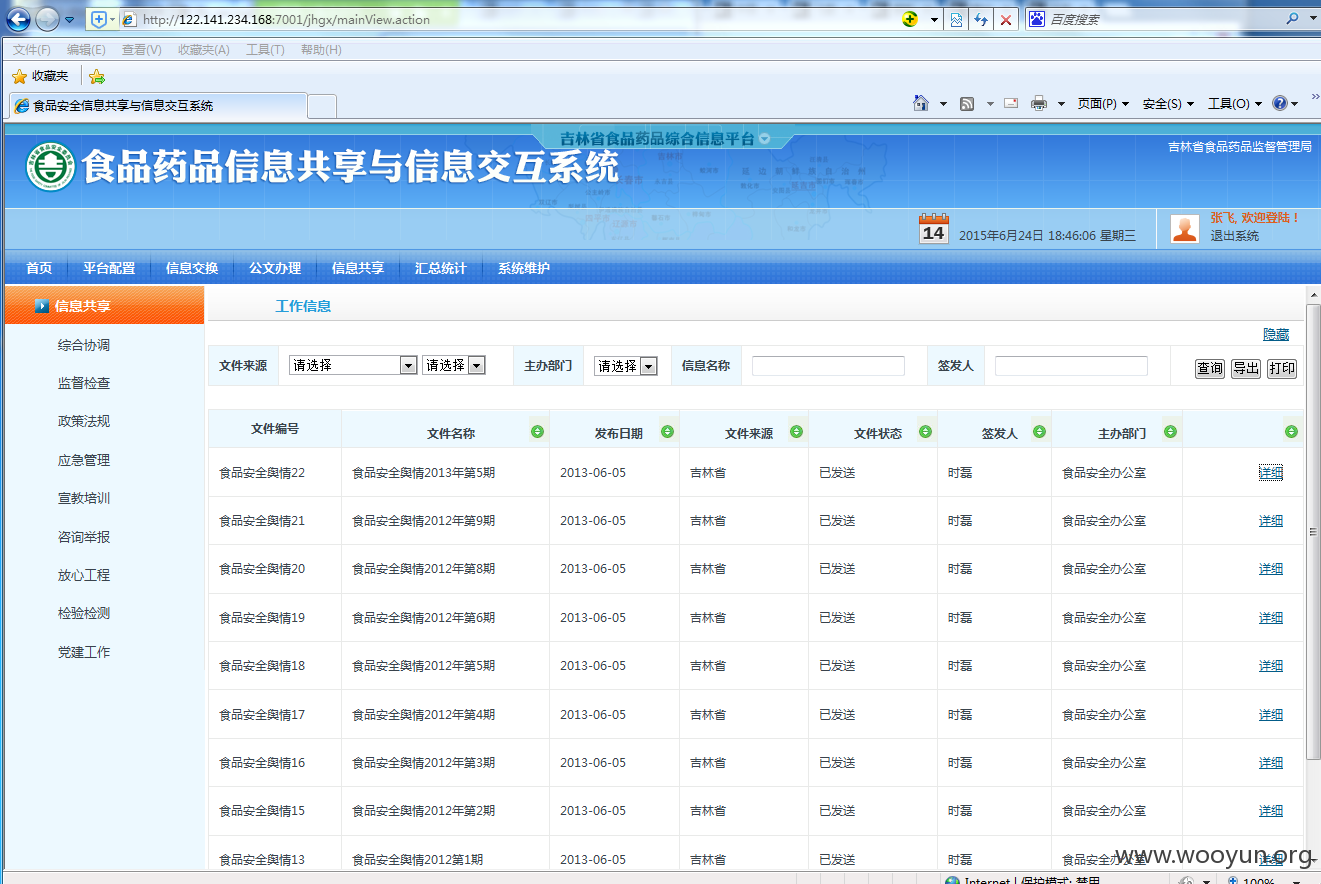 http://122.141.234.168:7001/jhgx/mainView.action
百度搜索
文件(F) 编辑(E) 查看(V) 收藏夹(A) 工具(T) 帮助(H)
收藏夹
食品安全信息共享与信息交互系统
页面(P) 安全(S) 工具(O)
吉林省食品药品综合信息平台
吉林省食品药品监督管理局
食品药品信息共享与信息交互系统
14
2015年6月24日 18:46:06 星期三
张飞, 欢迎登陆！
退出系统
首页 平台配置 信息交换 公文办理 信息共享 汇总统计 系统维护
信息共享
综合协调
监督检查
政策法规
应急管理
宣教培训
咨询举报
放心工程
检验检测
党建工作
工作信息
隐藏
文件来源 请选择 请选择 主办部门 请选择 信息名称 签发人 查询 导出 打印
文件编号 文件名称 发布日期 文件来源 文件状态 签发人 主办部门
食品安全舆情22 食品安全舆情2013年第5期 2013-06-05 吉林省 已发送 时磊 食品安全办公室 详细
食品安全舆情21 食品安全舆情2012年第9期 2013-06-05 吉林省 已发送 时磊 食品安全办公室 详细
食品安全舆情20 食品安全舆情2012年第8期 2013-06-05 吉林省 已发送 时磊 食品安全办公室 详细
食品安全舆情19 食品安全舆情2012年第6期 2013-06-05 吉林省 已发送 时磊 食品安全办公室 详细
食品安全舆情18 食品安全舆情2012年第5期 2013-06-05 吉林省 已发送 时磊 食品安全办公室 详细
食品安全舆情17 食品安全舆情2012年第4期 2013-06-05 吉林省 已发送 时磊 食品安全办公室 详细
食品安全舆情16 食品安全舆情2012年第3期 2013-06-05 吉林省 已发送 时磊 食品安全办公室 详细
食品安全舆情15 食品安全舆情2012年第2期 2013-06-05 吉林省 已发送 时磊 食品安全办公室 详细
食品安全舆情13 食品安全舆情2012第1期 2013-06-05 吉林省 已发送 时磊 食品安全办公室 详细
www.wooyun.org
Internet | 保护模式: 禁用
100%